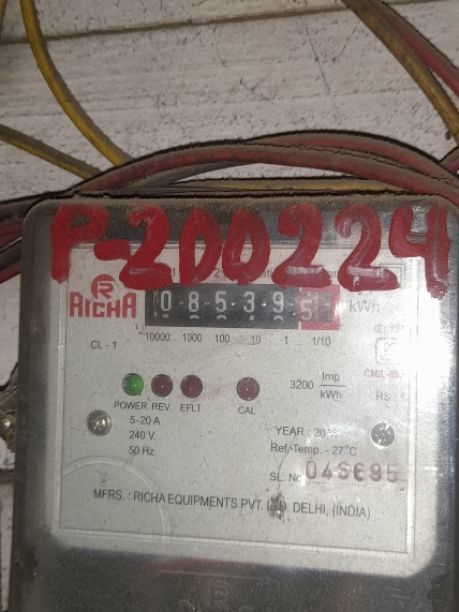 P-200224
RICHA
0 8 5 3 9 5
kWh
CL - 1
10000 1000 100 10 1 1/10
3200 Imp/kWh
POWER REV. EFLT CAL
5-20 A
240 V
50 Hz
YEAR :
Ref. Temp. - 27°C
SL. No.
MFRS. : RICHA EQUIPMENTS PVT. LTD. DELHI, (INDIA)